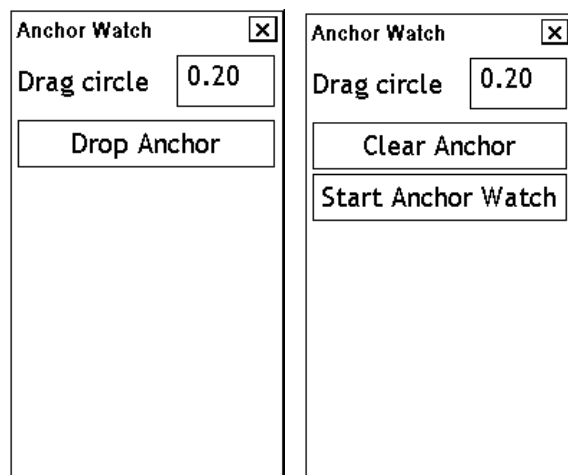 Anchor Watch
Drag circle 0.20
Drop Anchor
Anchor Watch
Drag circle 0.20
Clear Anchor
Start Anchor Watch